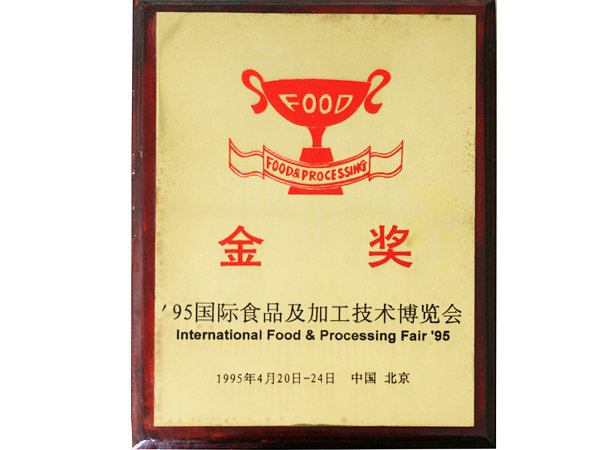 FOOD
FOOD&PROCESSING
金 奖
'95国际食品及加工技术博览会
International Food & Processing Fair '95
1995年4月20日-24日 中国 北京